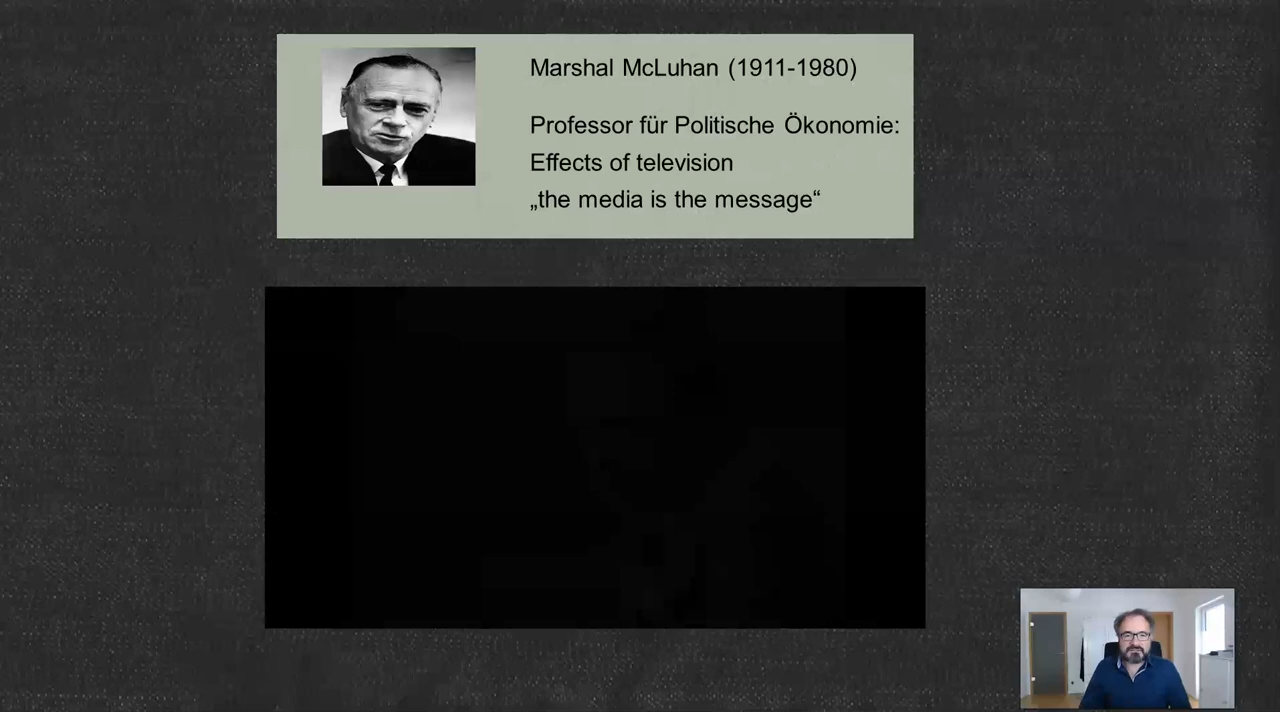 Marshal McLuhan (1911-1980)
Professor für Politische Ökonomie:
Effects of television
„the media is the message“